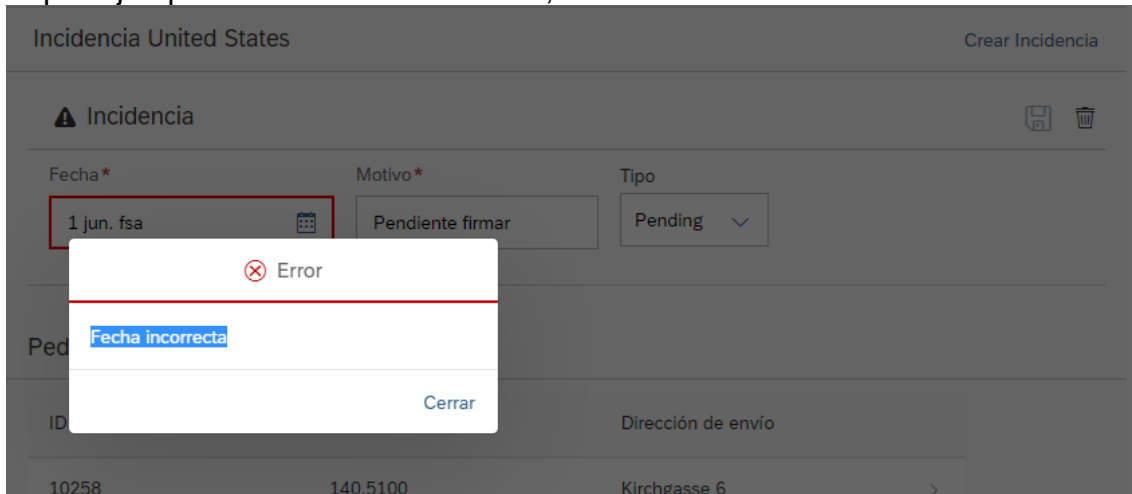 Incidencia United States
Crear Incidencia
Incidencia
Fecha*
Motivo*
Tipo
1 jun. fsa
Pendiente firmar
Pending
Error
Fecha incorrecta
Cerrar
Ped
ID
Dirección de envío
10258
140.5100
Kirchgasse 6